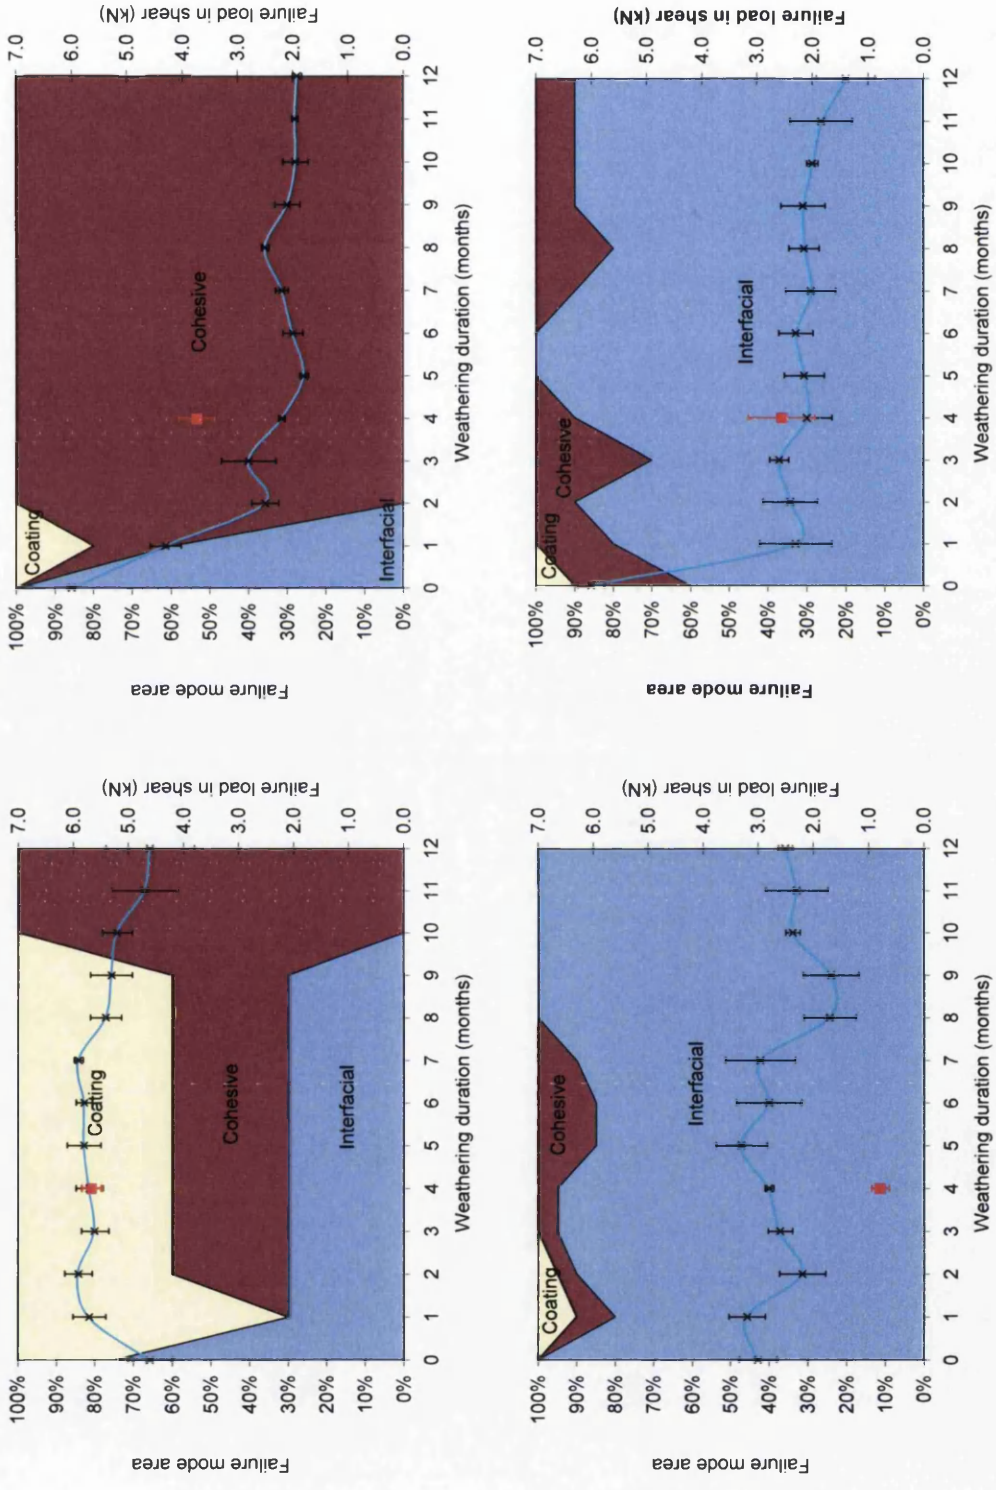 100%
90%
80%
70%
60%
50%
40%
30%
20%
10%
0%
Failure mode area
Coating
Cohesive
Interfacial
7.0
6.0
5.0
4.0
3.0
2.0
1.0
0.0
Failure load in shear (kN)
0 1 2 3 4 5 6 7 8 9 10 11 12
Weathering duration (months)
100%
90%
80%
70%
60%
50%
40%
30%
20%
10%
0%
Failure mode area
Coating
Cohesive
Interfacial
7.0
6.0
5.0
4.0
3.0
2.0
1.0
0.0
Failure load in shear (kN)
0 1 2 3 4 5 6 7 8 9 10 11 12
Weathering duration (months)
100%
90%
80%
70%
60%
50%
40%
30%
20%
10%
0%
Failure mode area
Coating
Cohesive
Interfacial
7.0
6.0
5.0
4.0
3.0
2.0
1.0
0.0
Failure load in shear (kN)
0 1 2 3 4 5 6 7 8 9 10 11 12
Weathering duration (months)
100%
90%
80%
70%
60%
50%
40%
30%
20%
10%
0%
Failure mode area
Coating
Cohesive
Interfacial
7.0
6.0
5.0
4.0
3.0
2.0
1.0
0.0
Failure load in shear (kN)
0 1 2 3 4 5 6 7 8 9 10 11 12
Weathering duration (months)